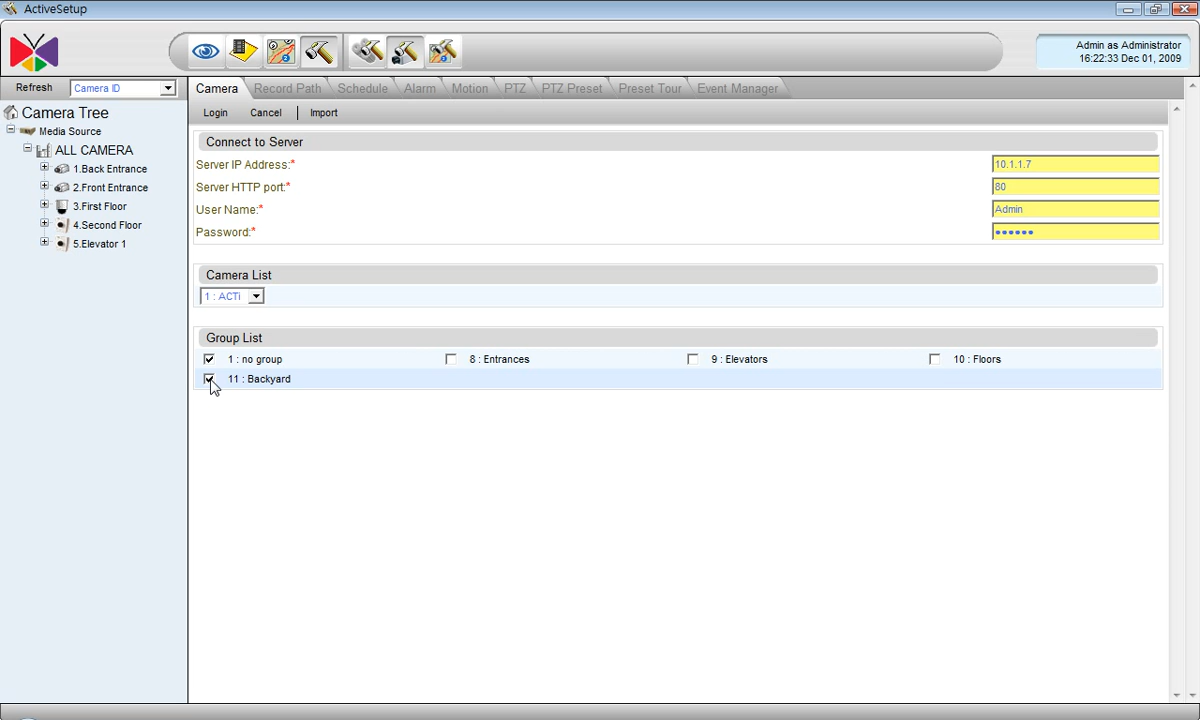 ActiveSetup
Admin as Administrator
16:22:33 Dec 01, 2009
Refresh
Camera ID
Camera
Record Path
Schedule
Alarm
Motion
PTZ
PTZ Preset
Preset Tour
Event Manager
Camera Tree
Media Source
ALL CAMERA
1.Back Entrance
2.Front Entrance
3.First Floor
4.Second Floor
5.Elevator 1
Login
Cancel
Import
Connect to Server
Server IP Address:*
10.1.1.7
Server HTTP port:*
80
User Name:*
Admin
Password:*
●●●●●●
Camera List
1 : ACTi
Group List
1 : no group
8 : Entrances
9 : Elevators
10 : Floors
11 : Backyard